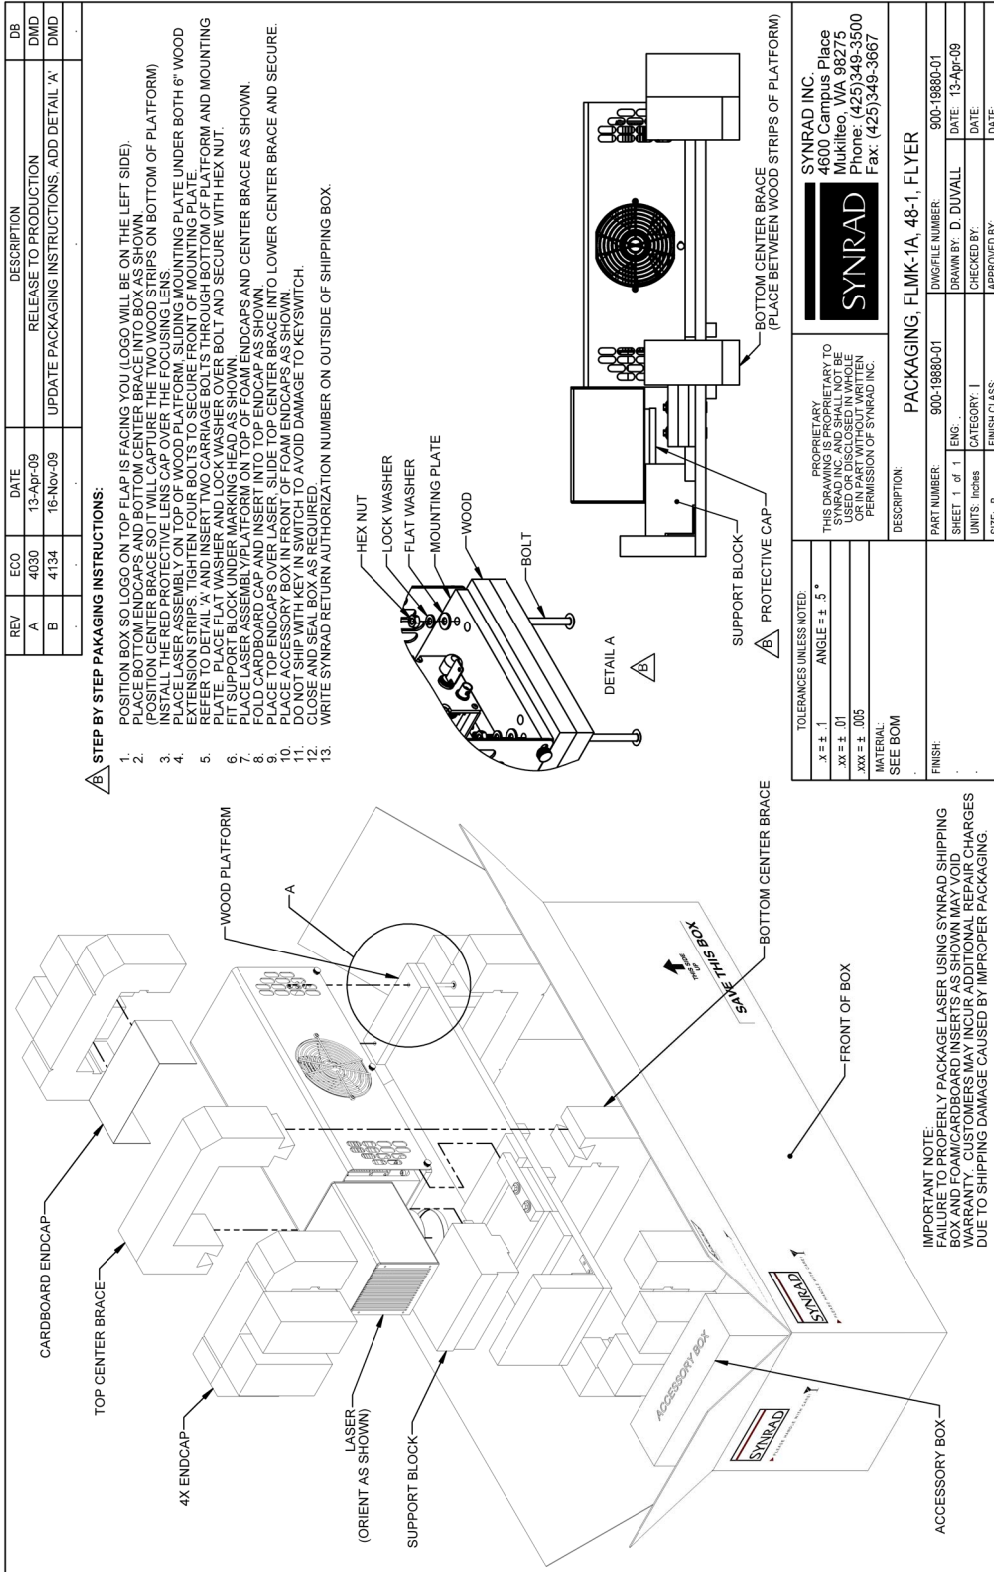 REV ECO DATE DESCRIPTION DB
A 4030 13-Apr-09 RELEASE TO PRODUCTION DMD
B 4134 16-Nov-09 UPDATE PACKAGING INSTRUCTIONS, ADD DETAIL 'A' DMD
. . . . .
B STEP BY STEP PAKAGING INSTRUCTIONS:
1. POSITION BOX SO LOGO ON TOP FLAP IS FACING YOU (LOGO WILL BE ON THE LEFT SIDE).
2. PLACE BOTTOM ENDCAPS AND BOTTOM CENTER BRACE INTO BOX AS SHOWN.
(POSITION CENTER BRACE SO IT WILL CAPTURE THE TWO WOOD STRIPS ON BOTTOM OF PLATFORM)
3. INSTALL THE RED PROTECTIVE LENS CAP OVER THE FOCUSING LENS.
4. PLACE LASER ASSEMBLY ON TOP OF WOOD PLATFORM, SLIDING MOUNTING PLATE UNDER BOTH 6" WOOD
EXTENSION STRIPS. TIGHTEN FOUR BOLTS TO SECURE FRONT OF MOUNTING PLATE.
5. REFER TO DETAIL 'A' AND INSERT TWO CARRIAGE BOLTS THROUGH BOTTOM OF PLATFORM AND MOUNTING
PLATE. PLACE FLAT WASHER AND LOCK WASHER OVER BOLT AND SECURE WITH HEX NUT.
6. FIT SUPPORT BLOCK UNDER MARKING HEAD AS SHOWN.
7. PLACE LASER ASSEMBLY/PLATFORM ON TOP OF FOAM ENDCAPS AND CENTER BRACE AS SHOWN.
8. FOLD CARDBOARD CAP AND INSERT INTO TOP ENDCAP AS SHOWN.
9. PLACE TOP ENDCAPS OVER LASER, SLIDE TOP CENTER BRACE INTO LOWER CENTER BRACE AND SECURE.
10. PLACE ACCESSORY BOX IN FRONT OF FOAM ENDCAPS AS SHOWN.
11. DO NOT SHIP WITH KEY IN SWITCH TO AVOID DAMAGE TO KEYSWITCH.
12. CLOSE AND SEAL BOX AS REQUIRED.
13. WRITE SYNRAD RETURN AUTHORIZATION NUMBER ON OUTSIDE OF SHIPPING BOX.
CARDBOARD ENDCAP
TOP CENTER BRACE
4X ENDCAP
LASER
(ORIENT AS SHOWN)
SUPPORT BLOCK
ACCESSORY BOX
WOOD PLATFORM
A
BOTTOM CENTER BRACE
FRONT OF BOX
ACCESSORY BOX
SYNRAD
SYNRAD
THIS SIDE
UP
SAVE THIS BOX
HEX NUT
LOCK WASHER
FLAT WASHER
MOUNTING PLATE
WOOD
BOLT
DETAIL A
B
SUPPORT BLOCK
B PROTECTIVE CAP
BOTTOM CENTER BRACE
(PLACE BETWEEN WOOD STRIPS OF PLATFORM)
IMPORTANT NOTE:
FAILURE TO PROPERLY PACKAGE LASER USING SYNRAD SHIPPING
BOX AND FOAM/CARDBOARD INSERTS AS SHOWN MAY VOID
WARRANTY. CUSTOMERS MAY INCUR ADDITIONAL REPAIR CHARGES
DUE TO SHIPPING DAMAGE CAUSED BY IMPROPER PACKAGING.
TOLERANCES UNLESS NOTED:
.x = ± .1 ANGLE = ± .5 °
.xx = ± .01
.xxx = ± .005
MATERIAL:
SEE BOM
.
FINISH:
.
.
PROPRIETARY
THIS DRAWING IS PROPRIETARY TO
SYNRAD INC. AND SHALL NOT BE
USED OR DISCLOSED IN WHOLE
OR IN PART WITHOUT WRITTEN
PERMISSION OF SYNRAD INC.
SYNRAD
SYNRAD INC.
4600 Campus Place
Mukilteo, WA 98275
Phone: (425)349-3500
Fax: (425)349-3667
DESCRIPTION:
PACKAGING, FLMK-1A, 48-1, FLYER
PART NUMBER: 900-19880-01 DWG/FILE NUMBER: 900-19880-01
SHEET 1 of 1 ENG: . DRAWN BY: D. DUVALL DATE: 13-Apr-09
UNITS: Inches CATEGORY: I CHECKED BY: DATE:
FINISH CLASS: APPROVED BY: DATE: